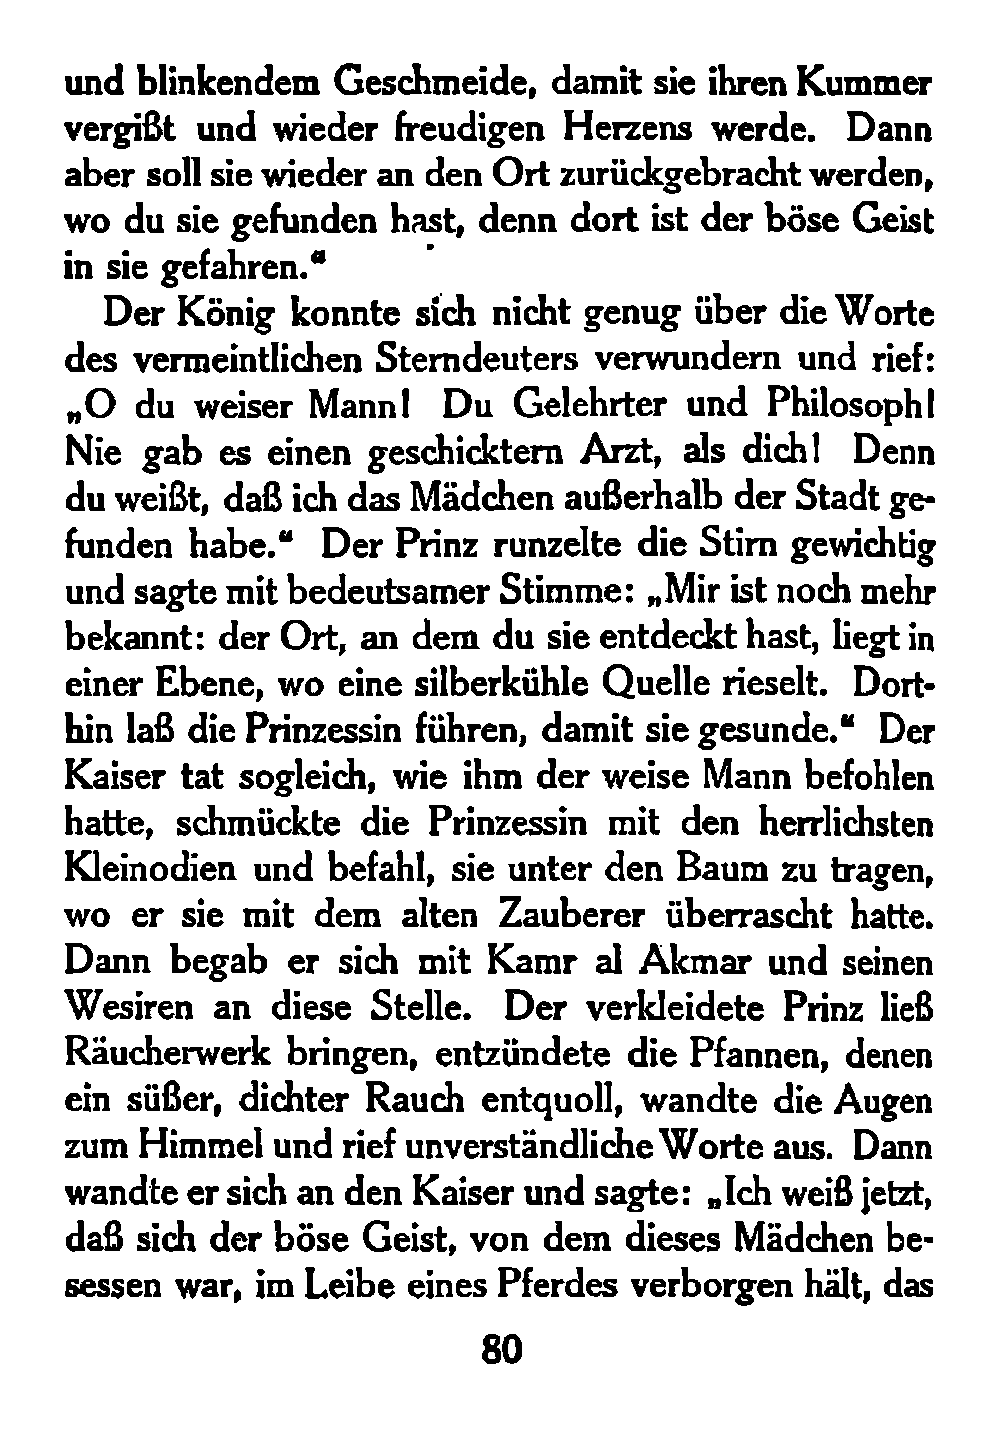 und blinkendem Geschmeide, damit sie ihren Kummer
vergißt und wieder freudigen Herzens werde. Dann
aber soll sie wieder an den Ort zurückgebracht werden,
wo du sie gefunden hast, denn dort ist der böse Geist
in sie gefahren.“
Der König konnte sich nicht genug über die Worte
des vermeintlichen Sterndeuters verwundern und rief:
„O du weiser Mann! Du Gelehrter und Philosoph!
Nie gab es einen geschicktern Arzt, als dich! Denn
du weißt, daß ich das Mädchen außerhalb der Stadt ge-
funden habe.“ Der Prinz runzelte die Stirn gewichtig
und sagte mit bedeutsamer Stimme: „Mir ist noch mehr
bekannt: der Ort, an dem du sie entdeckt hast, liegt in
einer Ebene, wo eine silberkühle Quelle rieselt. Dort-
hin laß die Prinzessin führen, damit sie gesunde.“ Der
Kaiser tat sogleich, wie ihm der weise Mann befohlen
hatte, schmückte die Prinzessin mit den herrlichsten
Kleinodien und befahl, sie unter den Baum zu tragen,
wo er sie mit dem alten Zauberer überrascht hatte.
Dann begab er sich mit Kamr al Akmar und seinen
Wesiren an diese Stelle. Der verkleidete Prinz ließ
Räucherwerk bringen, entzündete die Pfannen, denen
ein süßer, dichter Rauch entquoll, wandte die Augen
zum Himmel und rief unverständliche Worte aus. Dann
wandte er sich an den Kaiser und sagte: „Ich weiß jetzt,
daß sich der böse Geist, von dem dieses Mädchen be-
sessen war, im Leibe eines Pferdes verborgen hält, das
80